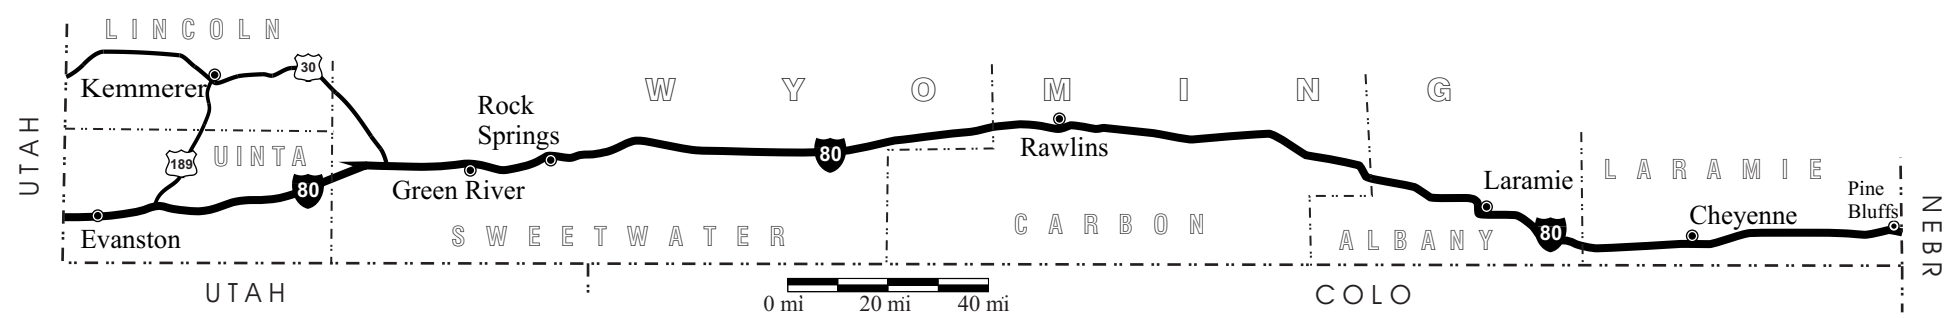 LINCOLN
30
Kemmerer
WYOMING
Rock
Springs
UTAH
189
UINTA
80
80
Rawlins
Green River
Laramie
LARAMIE
Pine
Bluffs
Evanston
SWEETWATER
CARBON
ALBANY
80
Cheyenne
NEBR
UTAH
0 mi 20 mi 40 mi
COLO